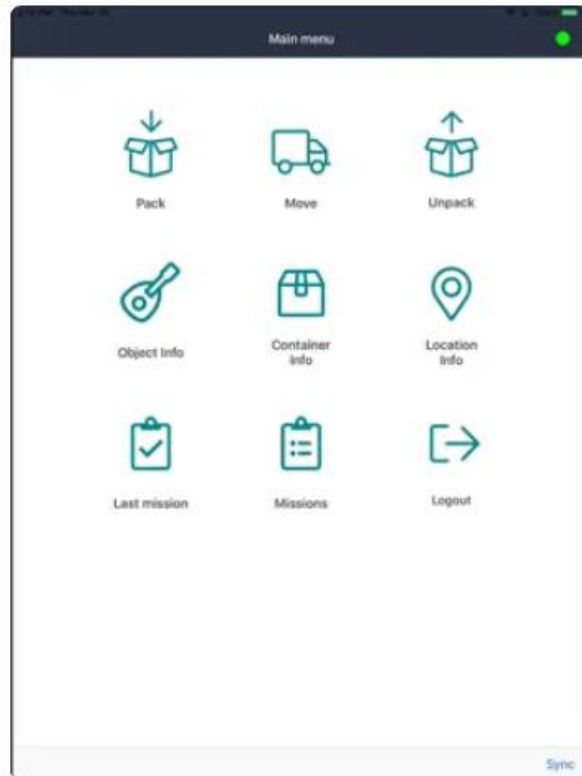 Main menu
Pack
Move
Unpack
Object Info
Container
Info
Location
Info
Last mission
Missions
Logout
Sync